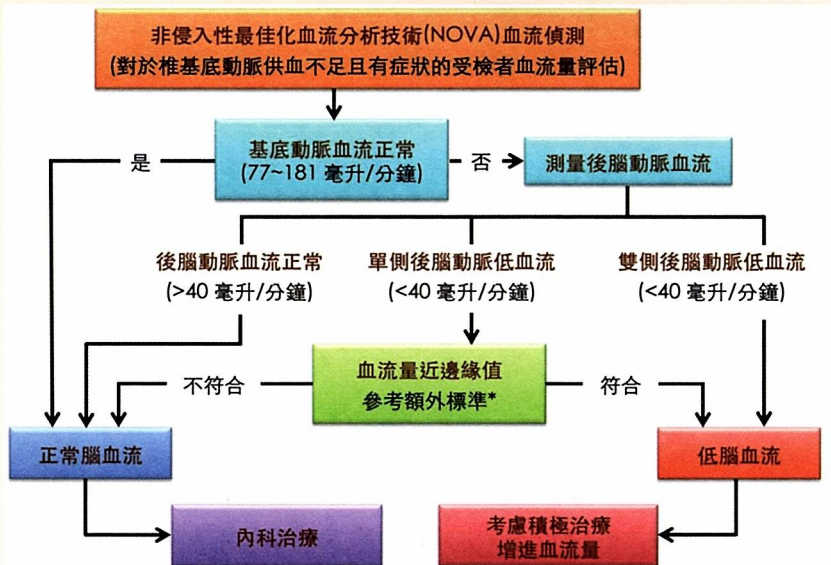 非侵入性最佳化血流分析技術(NOVA)血流偵測
(對於椎基底動脈供血不足且有症狀的受檢者血流量評估)
是
基底動脈血流正常
(77~181 毫升/分鐘)
否
測量後腦動脈血流
後腦動脈血流正常
(>40 毫升/分鐘)
單側後腦動脈低血流
(<40 毫升/分鐘)
雙側後腦動脈低血流
(<40 毫升/分鐘)
不符合
血流量近邊緣值
參考額外標準*
符合
正常腦血流
低腦血流
內科治療
考慮積極治療
增進血流量